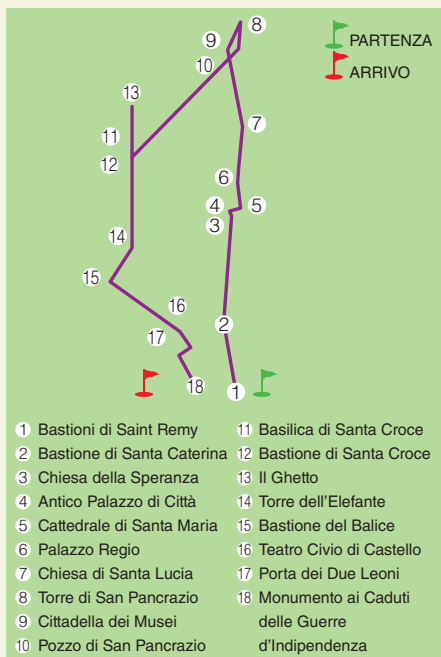 8
9
PARTENZA
10
ARRIVO
13
7
11
12
6
4
5
3
14
15
16
2
17
18
1
1 Bastioni di Saint Remy
2 Bastione di Santa Caterina
3 Chiesa della Speranza
4 Antico Palazzo di Città
5 Cattedrale di Santa Maria
6 Palazzo Regio
7 Chiesa di Santa Lucia
8 Torre di San Pancrazio
9 Cittadella dei Musei
10 Pozzo di San Pancrazio
11 Basilica di Santa Croce
12 Bastione di Santa Croce
13 Il Ghetto
14 Torre dell'Elefante
15 Bastione del Balice
16 Teatro Civio di Castello
17 Porta dei Due Leoni
18 Monumento ai Caduti
delle Guerre
d'Indipendenza